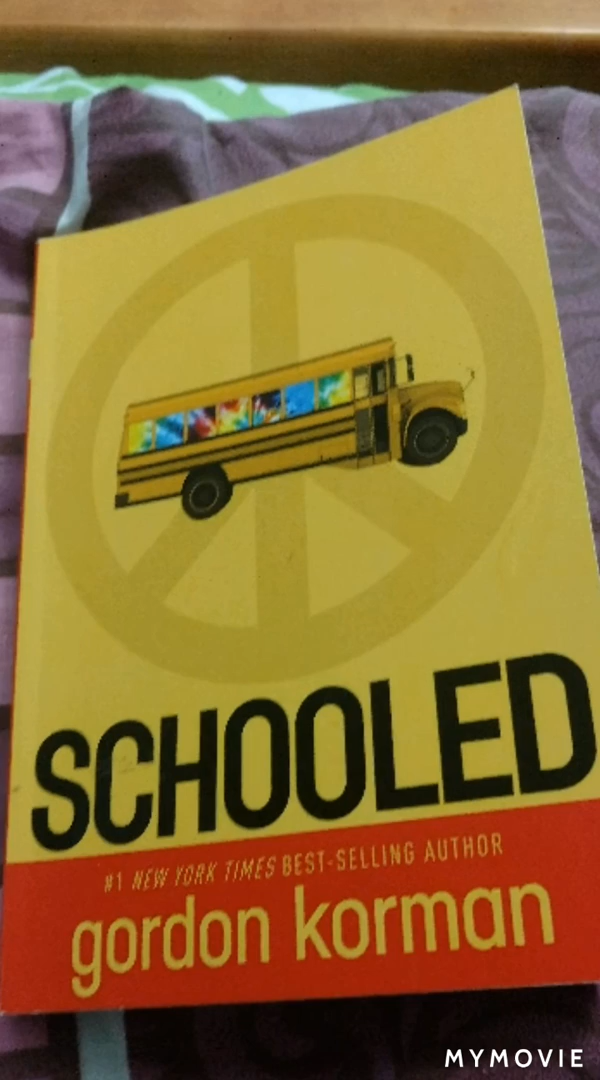 SCHOOLED
#1 NEW YORK TIMES BEST-SELLING AUTHOR
gordon korman
MYMOVIE